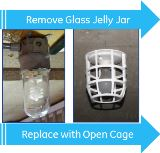 Remove Glass Jelly Jar
Replace with Open Cage